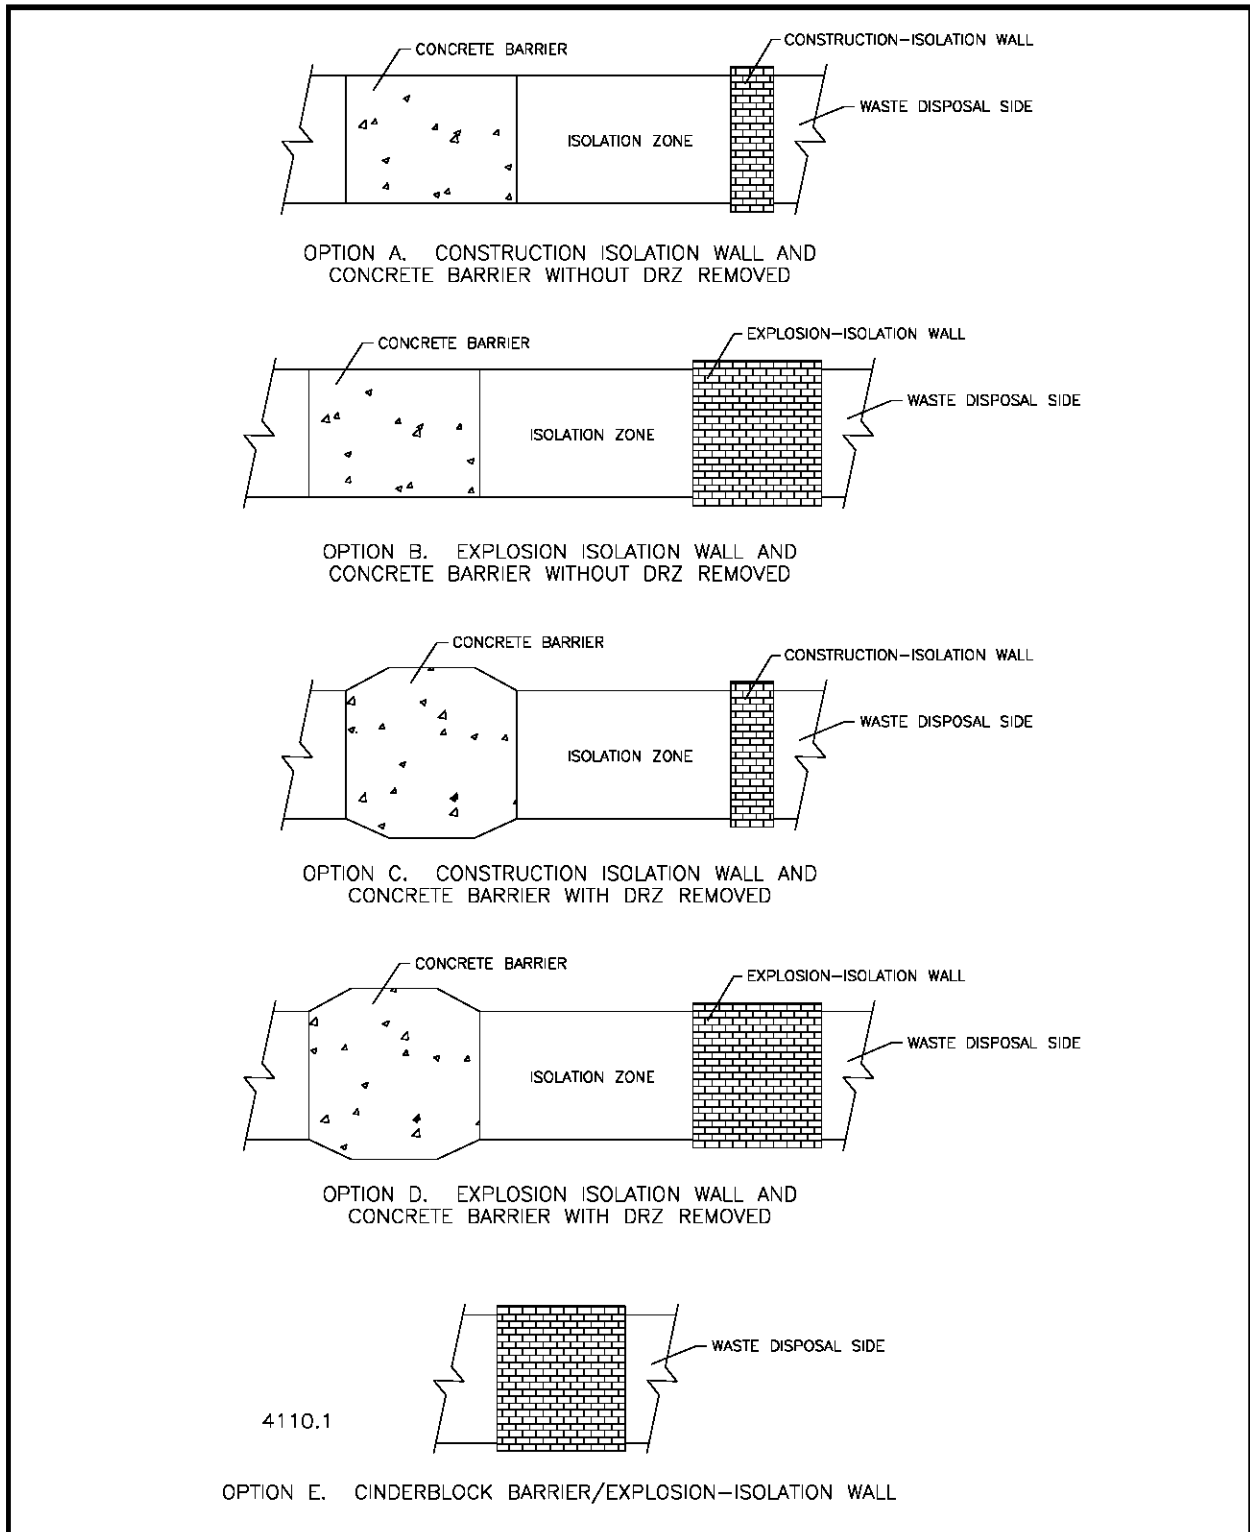 CONCRETE BARRIER
CONSTRUCTION-ISOLATION WALL
WASTE DISPOSAL SIDE
ISOLATION ZONE
OPTION A. CONSTRUCTION ISOLATION WALL AND
CONCRETE BARRIER WITHOUT DRZ REMOVED
CONCRETE BARRIER
EXPLOSION-ISOLATION WALL
WASTE DISPOSAL SIDE
ISOLATION ZONE
OPTION B. EXPLOSION ISOLATION WALL AND
CONCRETE BARRIER WITHOUT DRZ REMOVED
CONCRETE BARRIER
CONSTRUCTION-ISOLATION WALL
WASTE DISPOSAL SIDE
ISOLATION ZONE
OPTION C. CONSTRUCTION ISOLATION WALL AND
CONCRETE BARRIER WITH DRZ REMOVED
CONCRETE BARRIER
EXPLOSION-ISOLATION WALL
WASTE DISPOSAL SIDE
ISOLATION ZONE
OPTION D. EXPLOSION ISOLATION WALL AND
CONCRETE BARRIER WITH DRZ REMOVED
WASTE DISPOSAL SIDE
4110.1
OPTION E. CINDERBLOCK BARRIER/EXPLOSION-ISOLATION WALL